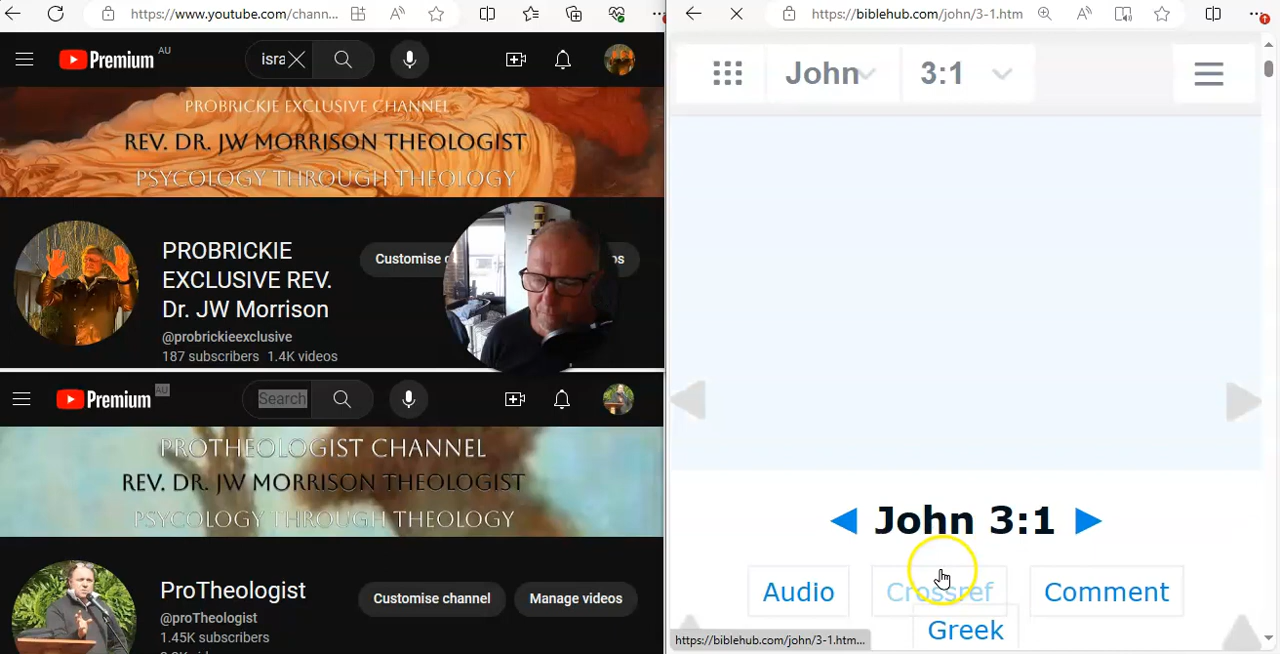 https://www.youtube.com/chann...
Premium AU
isra
PROBRICKIE EXCLUSIVE CHANNEL
REV. DR. JW MORRISON THEOLOGIST
PSYCOLOGY THROUGH THEOLOGY
PROBRICKIE
EXCLUSIVE REV.
Dr. JW Morrison
Customise c
os
@probrickieexclusive
187 subscribers 1.4K videos
Premium AU
Search
PROTHEOLOGIST CHANNEL
REV. DR. JW MORRISON THEOLOGIST
PSYCOLOGY THROUGH THEOLOGY
ProTheologist
@proTheologist
1.45K subscribers
Customise channel
Manage videos
https://biblehub.com/john/3-1.htm
John
3:1
John 3:1
Audio
Crossref
Comment
Greek
https://biblehub.com/john/3-1.htm...